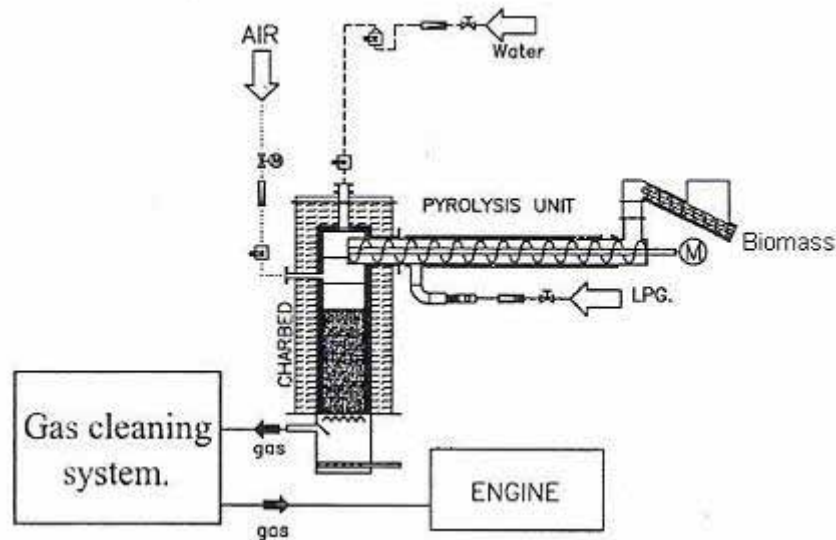 AIR
Water
PYROLYSIS UNIT
M
Biomass
M
LPG.
CHARBED
Gas cleaning
system.
gas
gas
ENGINE